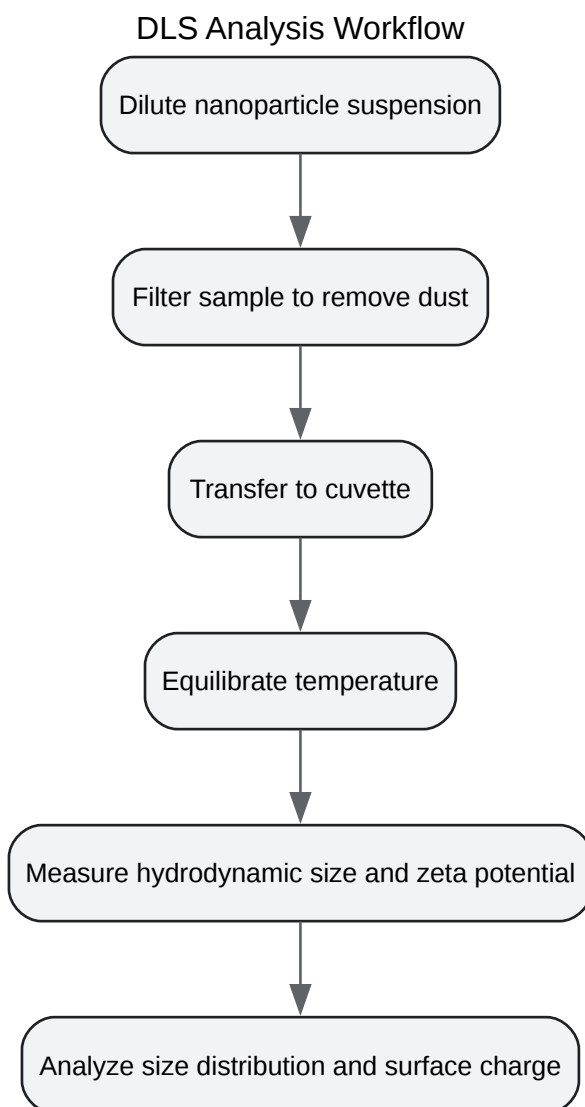 DLS Analysis Workflow
Dilute nanoparticle suspension
Filter sample to remove dust
Transfer to cuvette
Equilibrate temperature
Measure hydrodynamic size and zeta potential
Analyze size distribution and surface charge